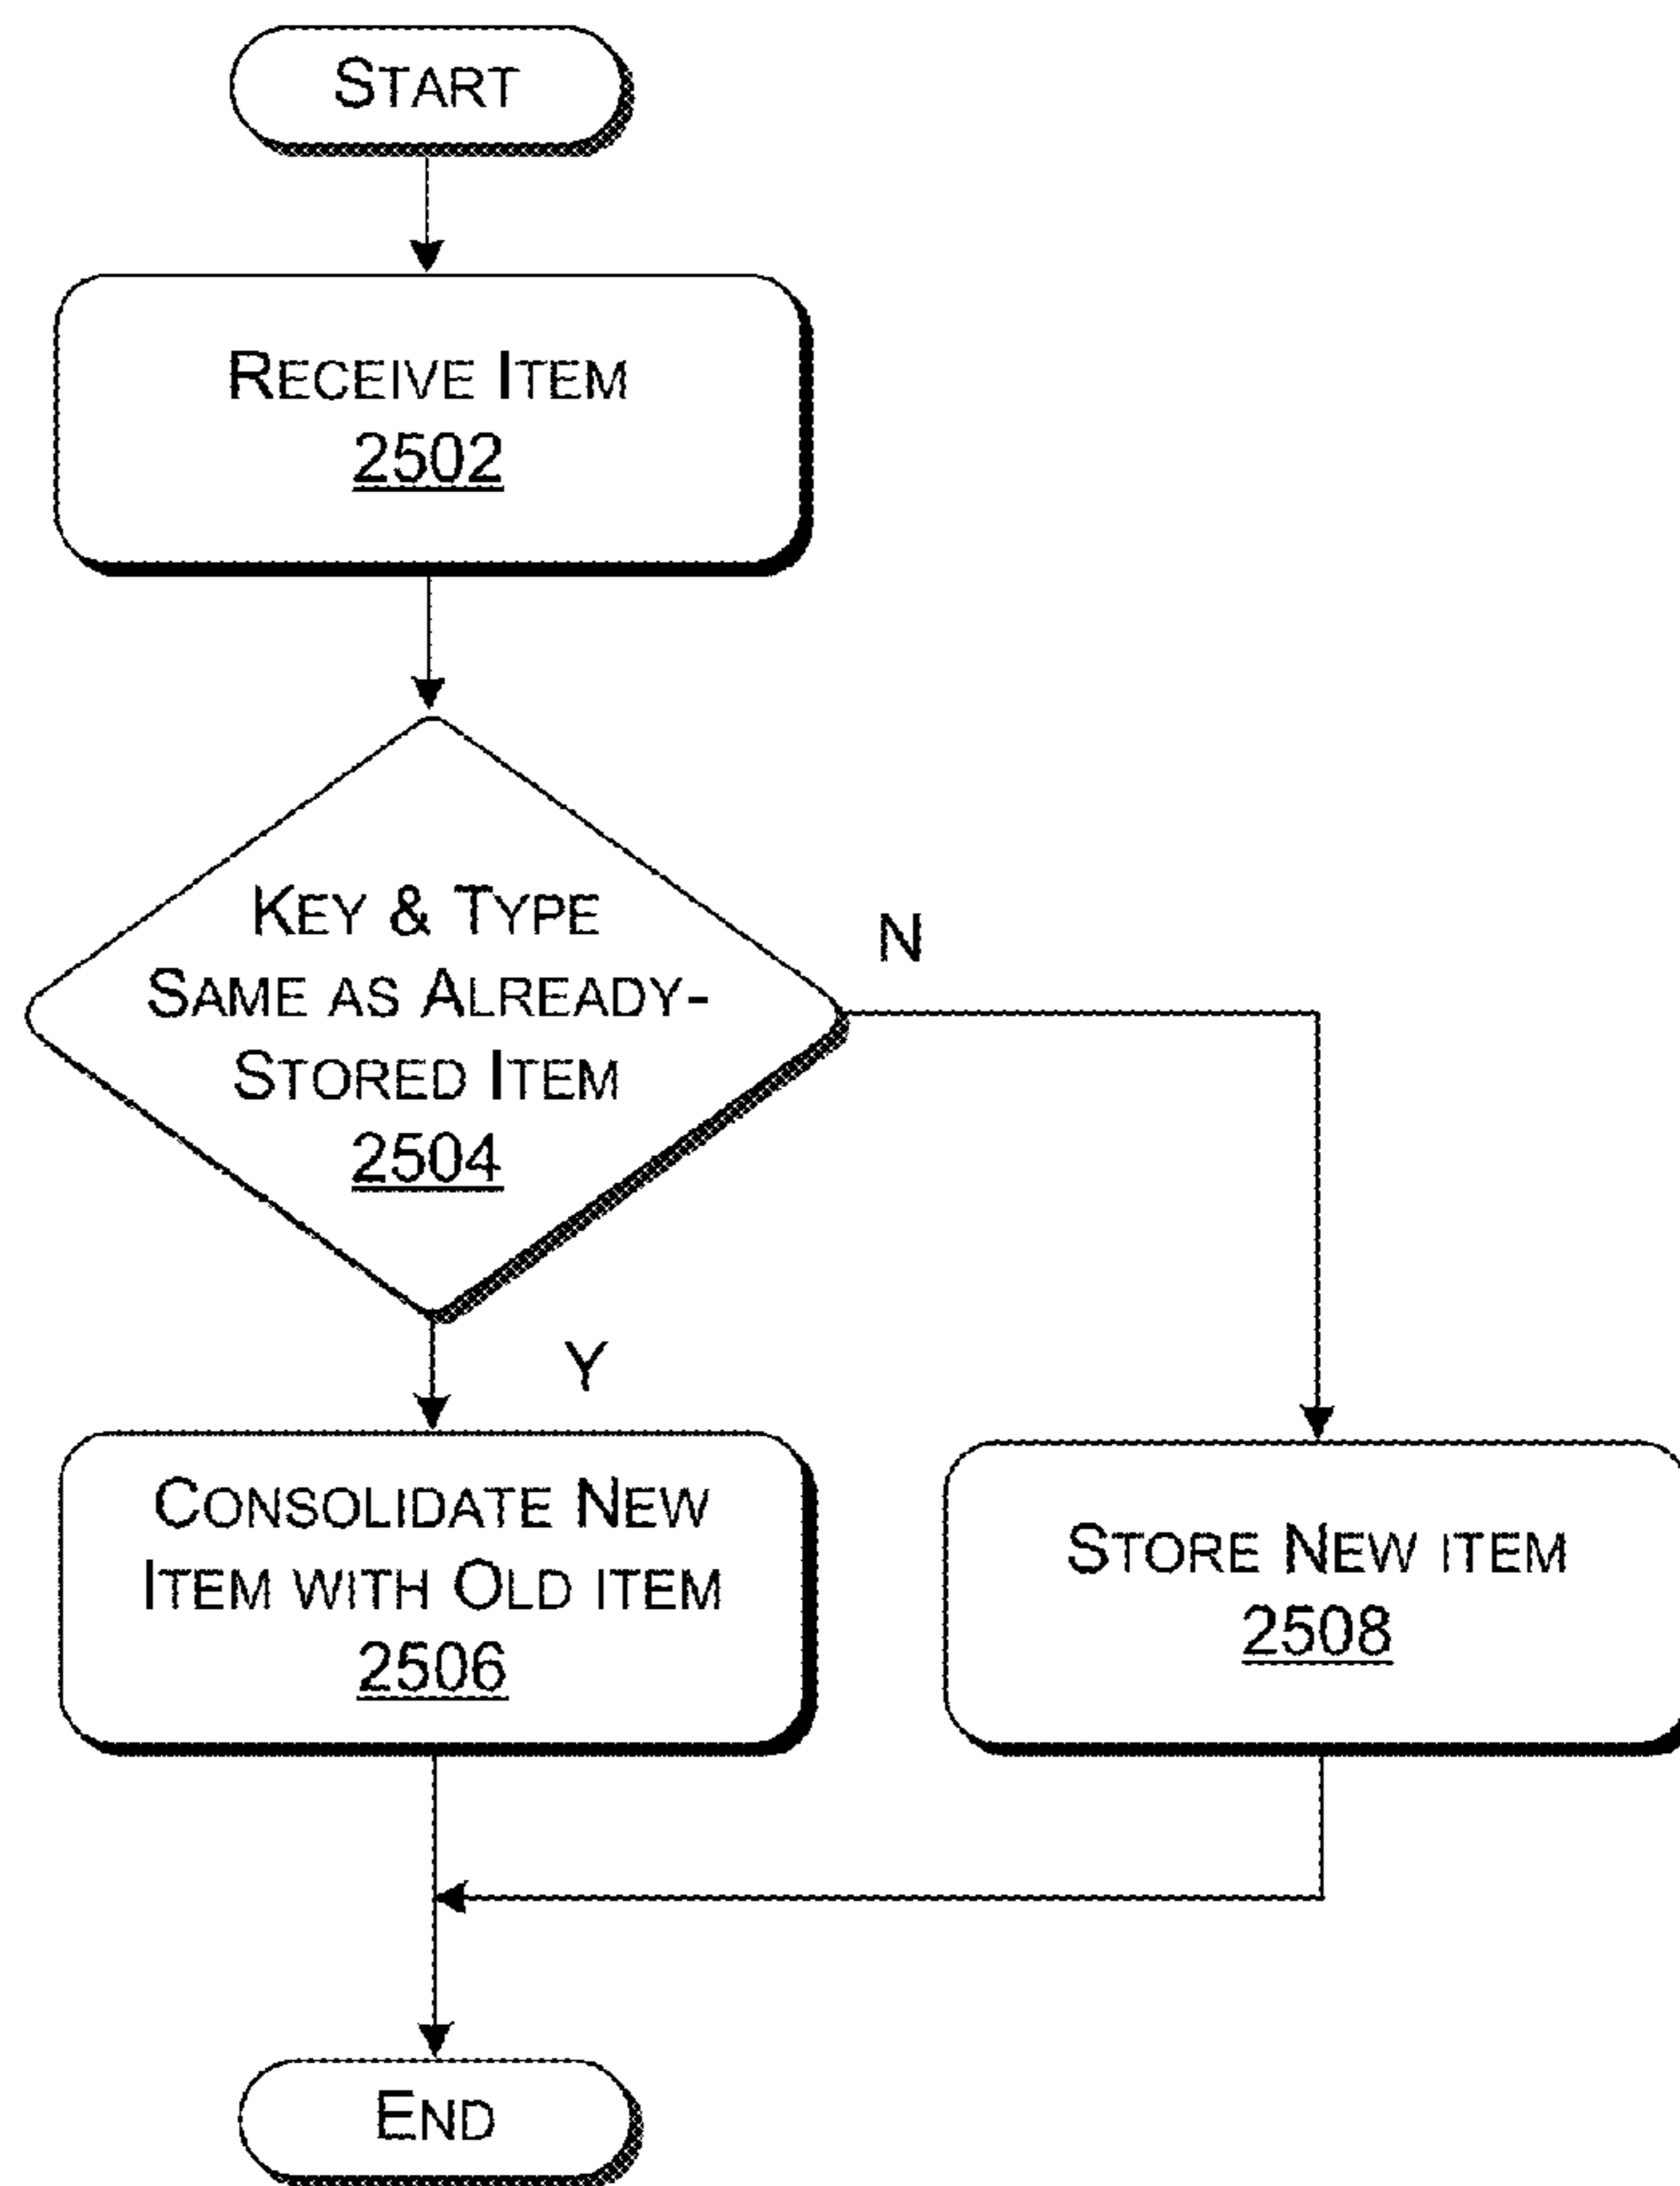 START
RECEIVE ITEM
2502
KEY & TYPE
SAME AS ALREADY-
STORED ITEM
2504
N
Y
CONSOLIDATE NEW
ITEM WITH OLD ITEM
2506
STORE NEW ITEM
2508
END